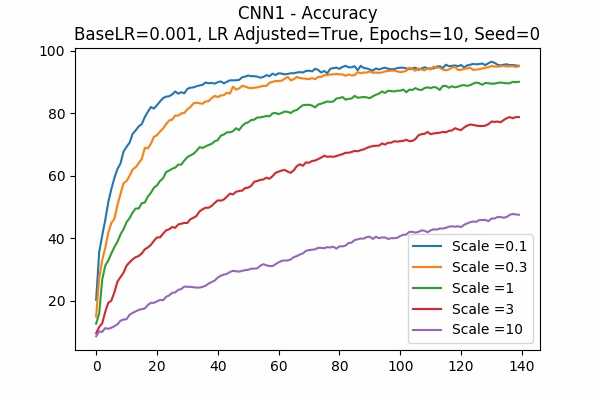 CNN1 - Accuracy
BaseLR=0.001, LR Adjusted=True, Epochs=10, Seed=0
100
80
60
40
20
0 20 40 60 80 100 120 140
Scale =0.1
Scale =0.3
Scale =1
Scale =3
Scale =10